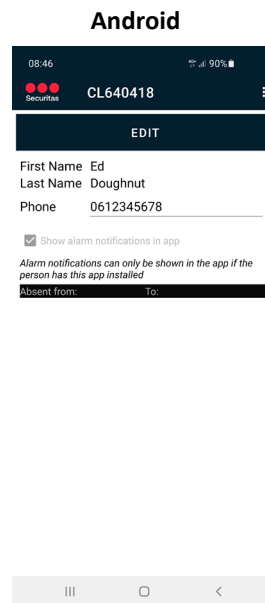 Android
08:46
90%
Securitas
CL640418
EDIT
First Name Ed
Last Name Doughnut
Phone 0612345678
Show alarm notifications in app
Alarm notifications can only be shown in the app if the
person has this app installed
Absent from: To: